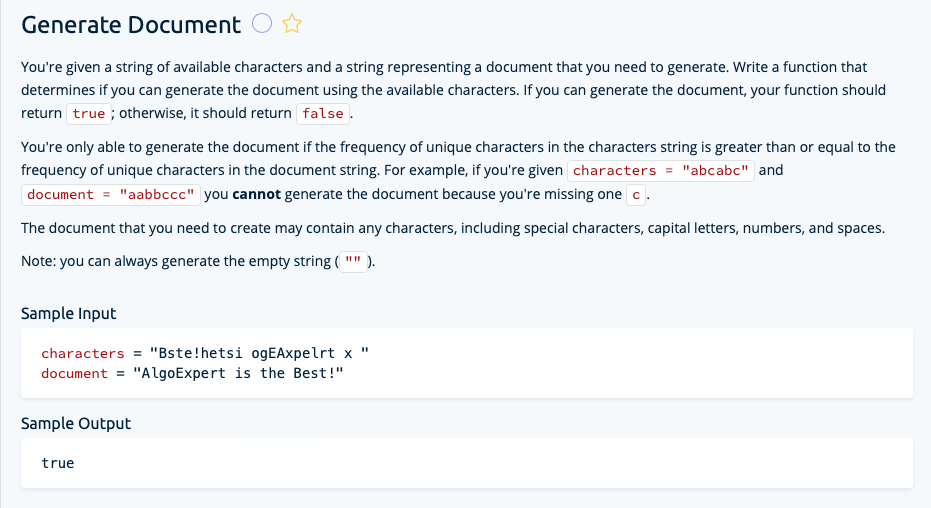 Generate Document
You're given a string of available characters and a string representing a document that you need to generate. Write a function that
determines if you can generate the document using the available characters. If you can generate the document, your function should
return true ; otherwise, it should return false .
You're only able to generate the document if the frequency of unique characters in the characters string is greater than or equal to the
frequency of unique characters in the document string. For example, if you're given characters = "abcabc" and
document = "aabbccc" you cannot generate the document because you're missing one c .
The document that you need to create may contain any characters, including special characters, capital letters, numbers, and spaces.
Note: you can always generate the empty string ( "" ).
Sample Input
characters = "Bste!hetsi ogEAxpelrt x "
document = "AlgoExpert is the Best!"
Sample Output
true